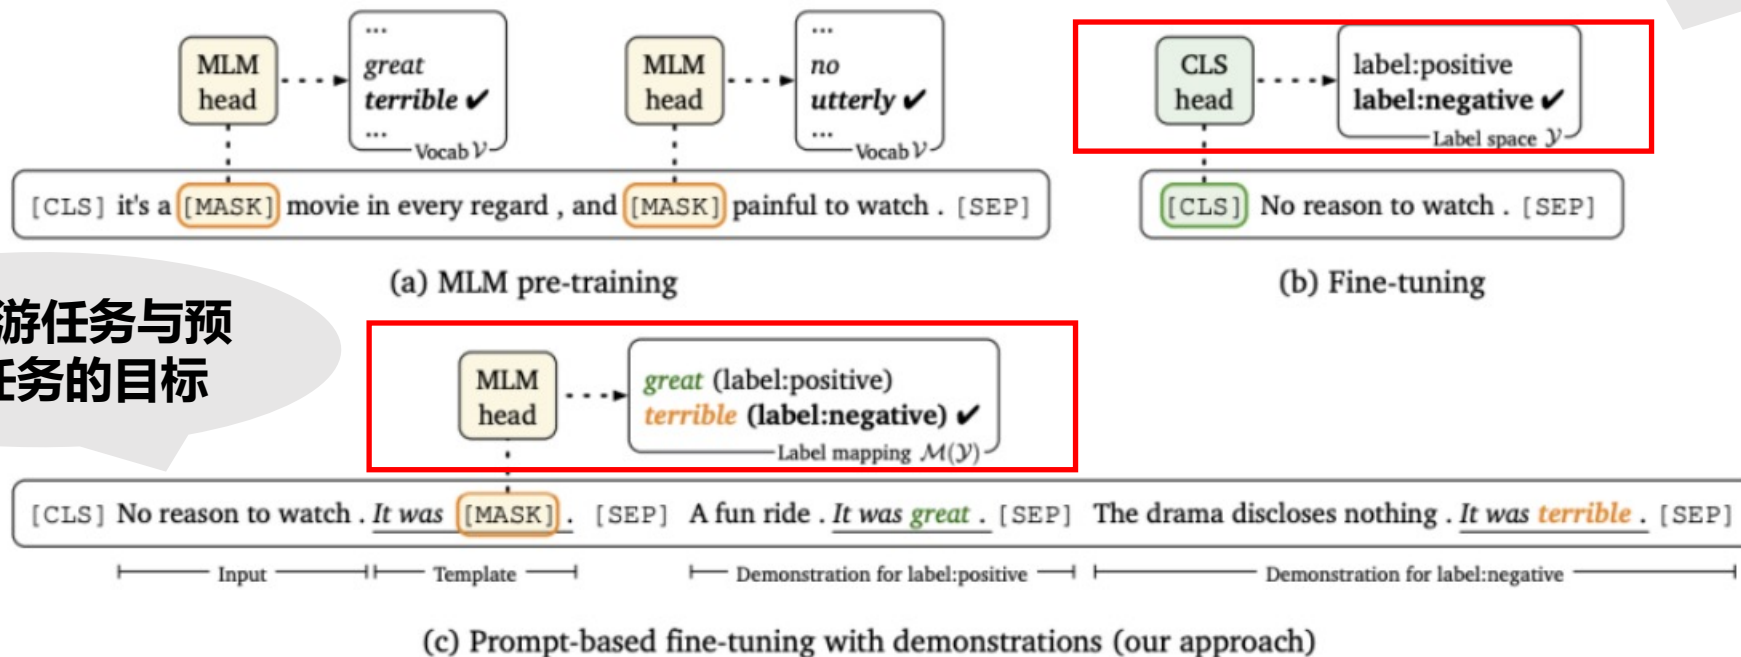 ...
great
terrible ✔
...
Vocab 𝒱
MLM
head
...
no
utterly ✔
...
Vocab 𝒱
MLM
head
[CLS] it's a [MASK] movie in every regard , and [MASK] painful to watch . [SEP]
(a) MLM pre-training
CLS
head
label:positive
label:negative ✔
Label space 𝒴
[CLS] No reason to watch . [SEP]
(b) Fine-tuning
游任务与预
任务的目标
MLM
head
great (label:positive)
terrible (label:negative) ✔
Label mapping ℳ(𝒴)
[CLS] No reason to watch . It was [MASK] . [SEP] A fun ride . It was great . [SEP] The drama discloses nothing . It was terrible . [SEP]
Input Template Demonstration for label:positive Demonstration for label:negative
(c) Prompt-based fine-tuning with demonstrations (our approach)